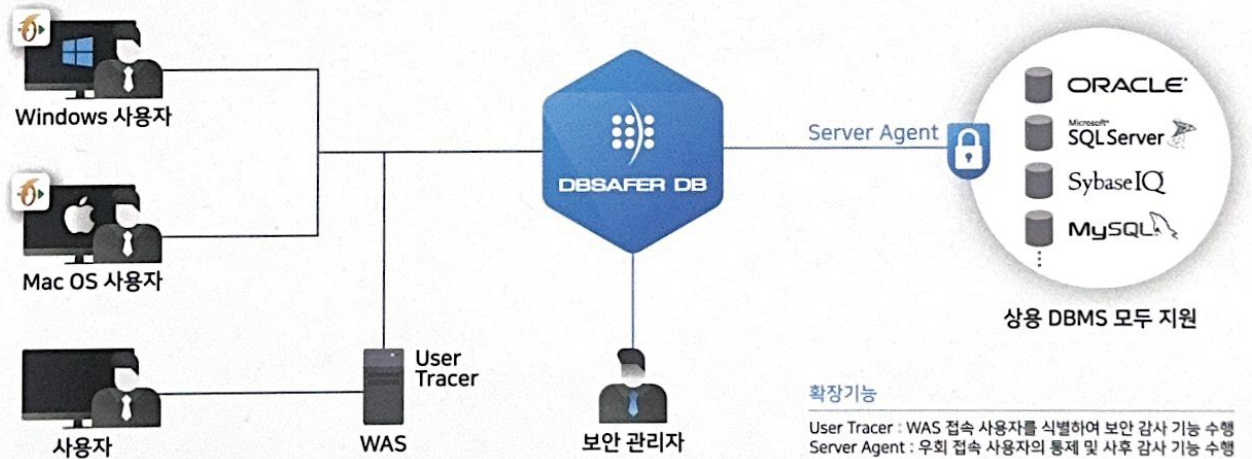 Windows 사용자
Mac OS 사용자
사용자
User
Tracer
WAS
DBSAFER DB
보안 관리자
Server Agent
ORACLE
Microsoft
SQL Server
Sybase IQ
MySQL
⋮
상용 DBMS 모두 지원
확장기능
User Tracer : WAS 접속 사용자를 식별하여 보안 감사 기능 수행
Server Agent : 우회 접속 사용자의 통제 및 사후 감사 기능 수행